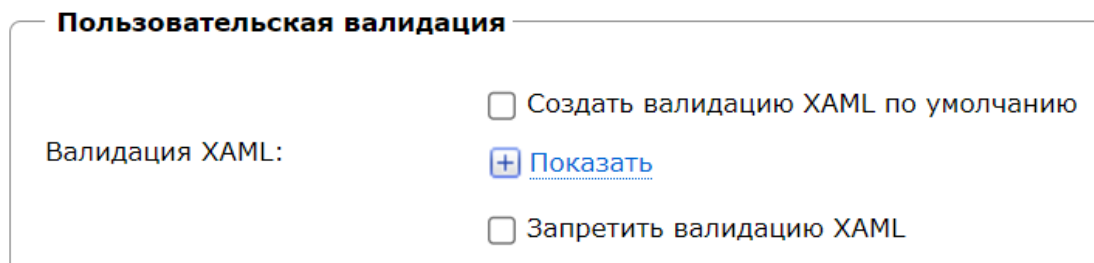 Пользовательская валидация
Создать валидацию XAML по умолчанию
Валидация XAML:
Показать
Запретить валидацию XAML